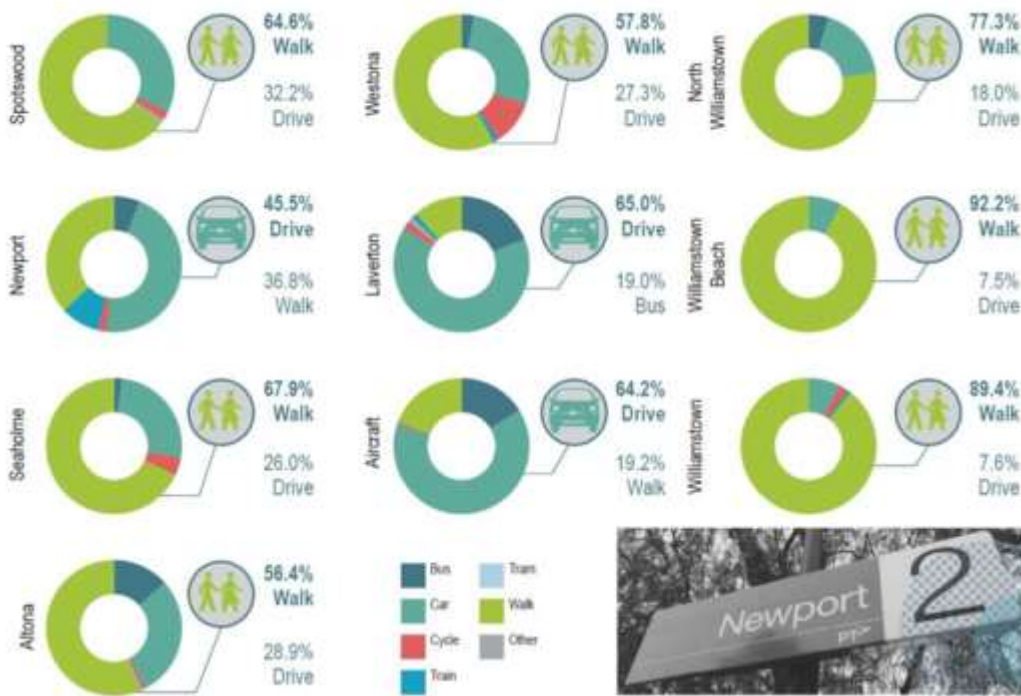 Spotswood
64.6%
Walk
32.2%
Drive
Westona
57.8%
Walk
27.3%
Drive
North
Williamstown
77.3%
Walk
18.0%
Drive
Newport
45.5%
Drive
36.8%
Walk
Laverton
65.0%
Drive
19.0%
Bus
Williamstown
Beach
92.2%
Walk
7.5%
Drive
Seaholme
67.9%
Walk
26.0%
Drive
Aircraft
64.2%
Drive
19.2%
Walk
Williamstown
89.4%
Walk
7.6%
Drive
Altona
56.4%
Walk
28.9%
Drive
Bus
Car
Cycle
Train
Tram
Walk
Other
Newport
2
PT>